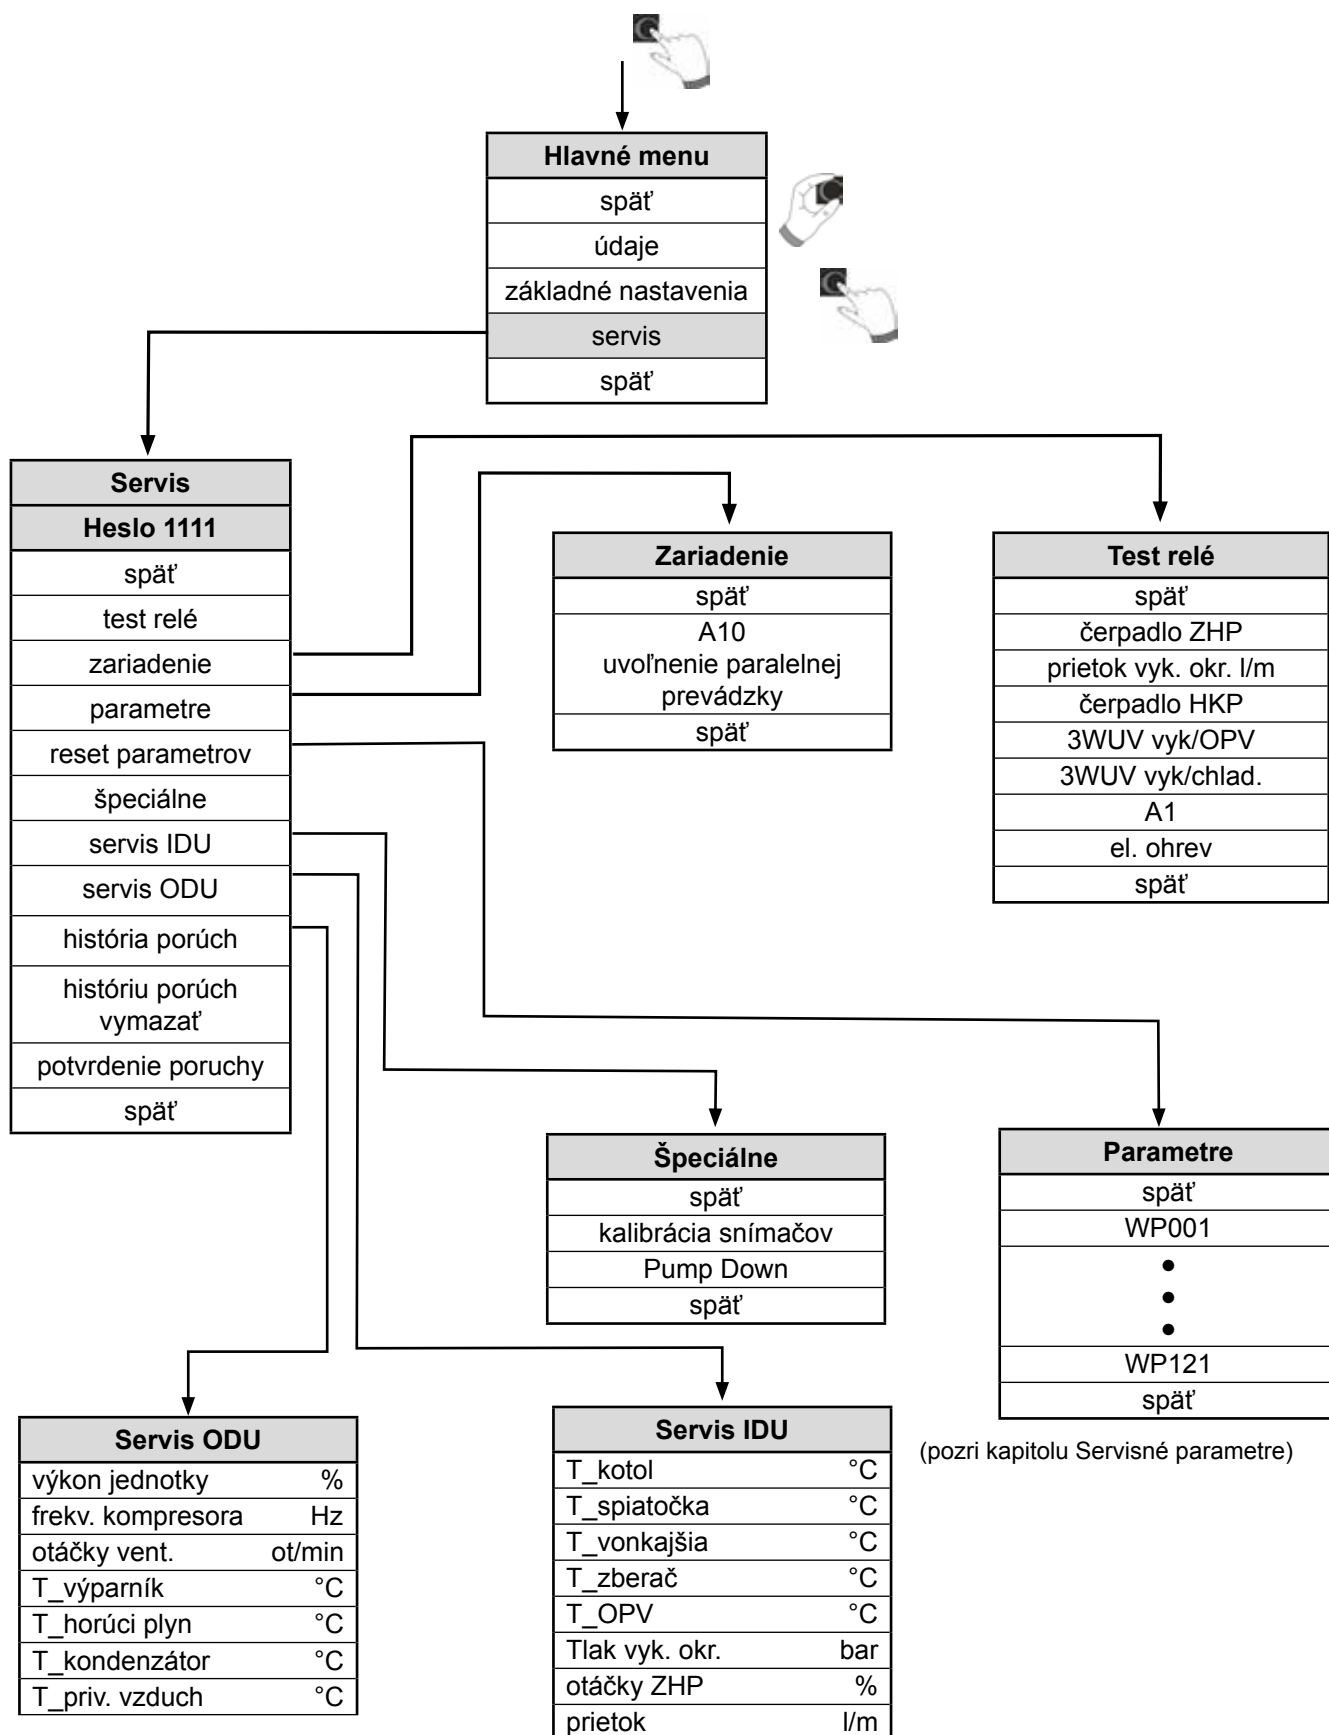 Hlavné menu
späť
údaje
základné nastavenia
servis
späť
Servis
Heslo 1111
späť
test relé
zariadenie
parametre
reset parametrov
špeciálne
servis IDU
servis ODU
história porúch
históriu porúch
vymazať
potvrdenie poruchy
späť
Zariadenie
späť
A10
uvoľnenie paralelnej
prevádzky
späť
Test relé
späť
čerpadlo ZHP
prietok vyk. okr. l/m
čerpadlo HKP
3WUV vyk/OPV
3WUV vyk/chlad.
A1
el. ohrev
späť
Špeciálne
späť
kalibrácia snímačov
Pump Down
späť
Parametre
späť
WP001
●
●
●
WP121
späť
(pozri kapitolu Servisné parametre)
Servis ODU
výkon jednotky %
frekv. kompresora Hz
otáčky vent. ot/min
T_výparník °C
T_horúci plyn °C
T_kondenzátor °C
T_priv. vzduch °C
Servis IDU
T_kotol °C
T_spiatočka °C
T_vonkajšia °C
T_zberač °C
T_OPV °C
Tlak vyk. okr. bar
otáčky ZHP %
prietok l/m